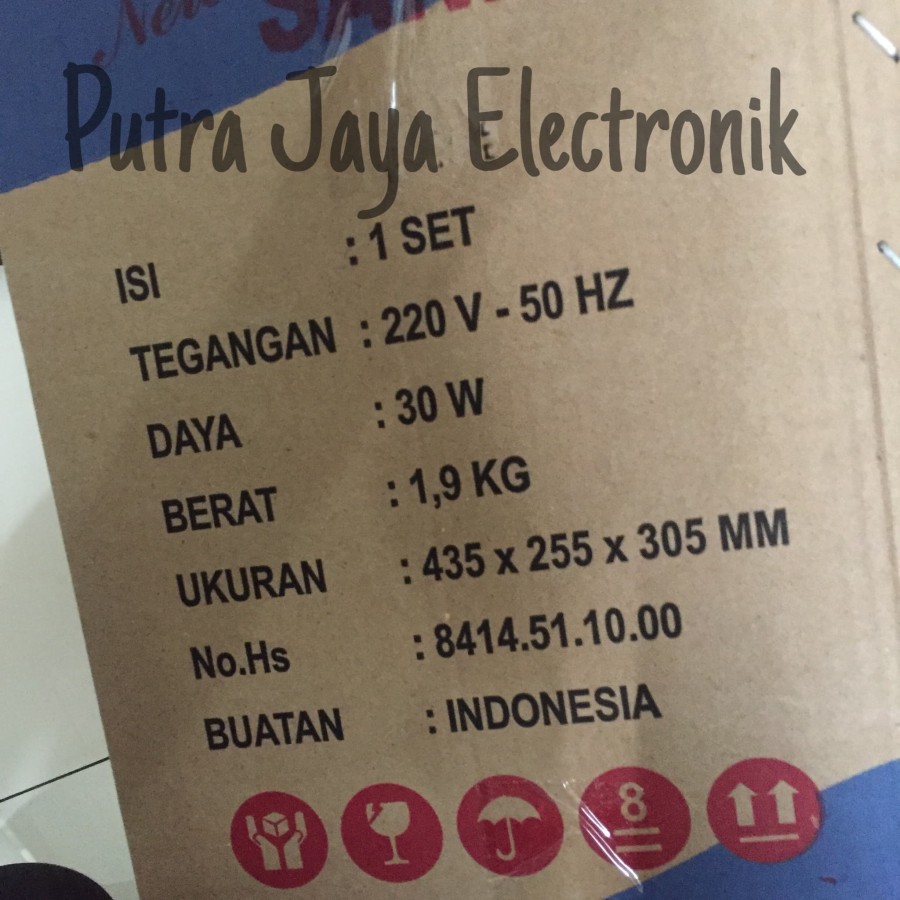 New
Putra Jaya Electronik
ISI : 1 SET
TEGANGAN : 220 V - 50 HZ
DAYA : 30 W
BERAT : 1,9 KG
UKURAN : 435 x 255 x 305 MM
No.Hs : 8414.51.10.00
BUATAN : INDONESIA
8